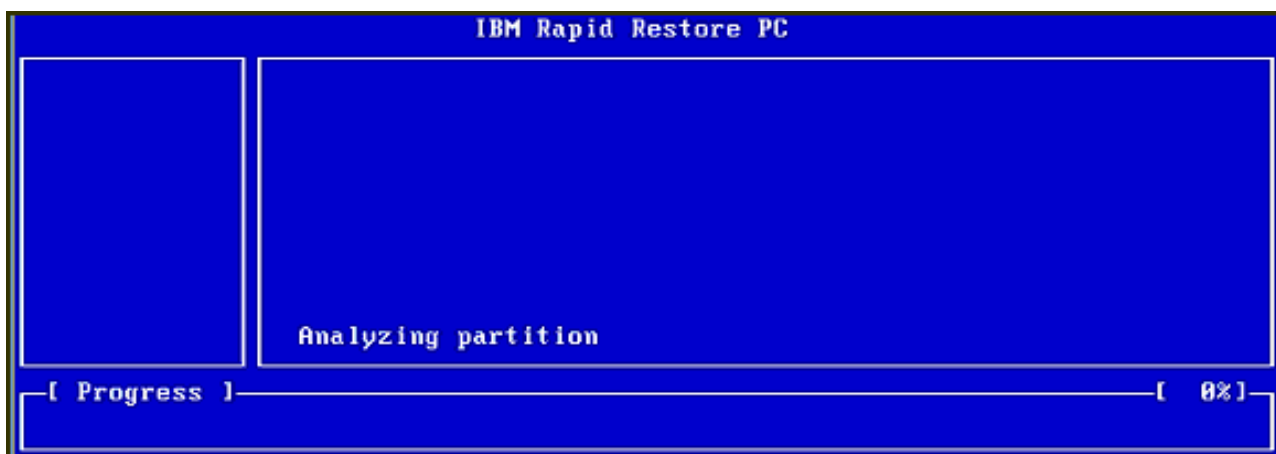 IBM Rapid Restore PC
Analyzing partition
[ Progress ] [ 0%]